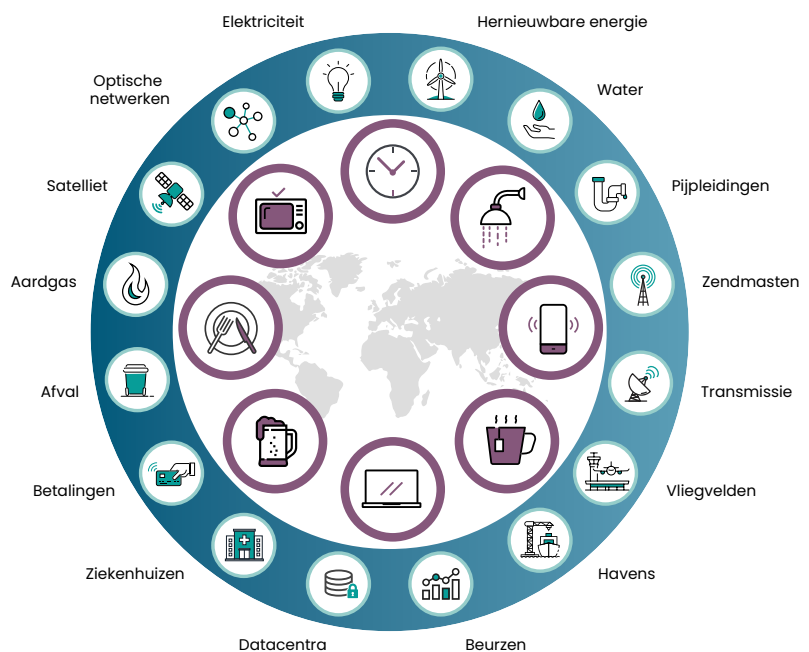 Elektriciteit
Hernieuwbare energie
Optische
netwerken
Water
Satelliet
Pijpleidingen
Aardgas
Zendmasten
Afval
Transmissie
Betalingen
Vliegvelden
Ziekenhuizen
Havens
Datacentra
Beurzen